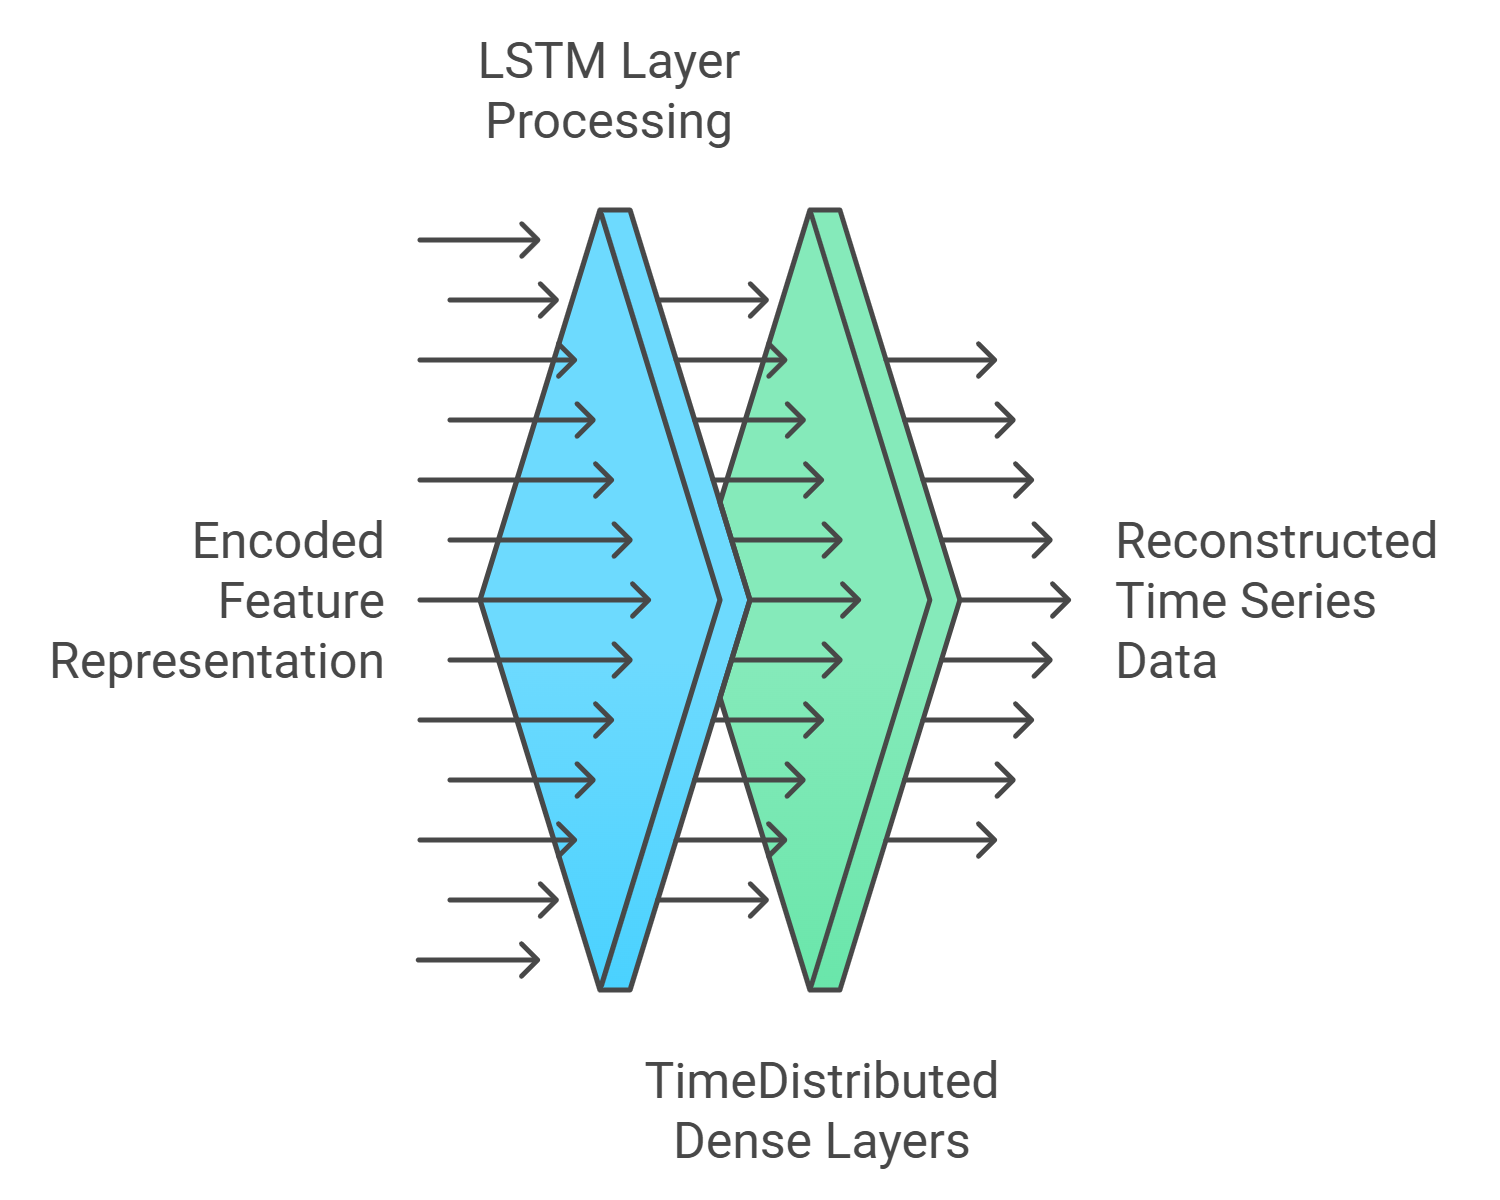 LSTM Layer
Processing
Encoded
Feature
Representation
Reconstructed
Time Series
Data
TimeDistributed
Dense Layers